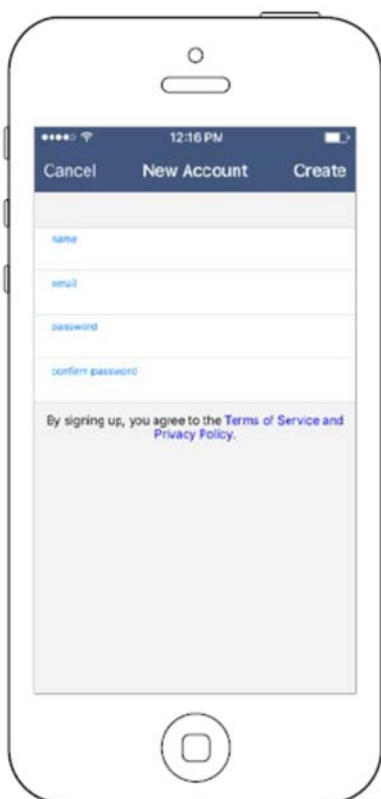 12:16 PM
Cancel New Account Create
name
email
password
confirm password
By signing up, you agree to the Terms of Service and
Privacy Policy.